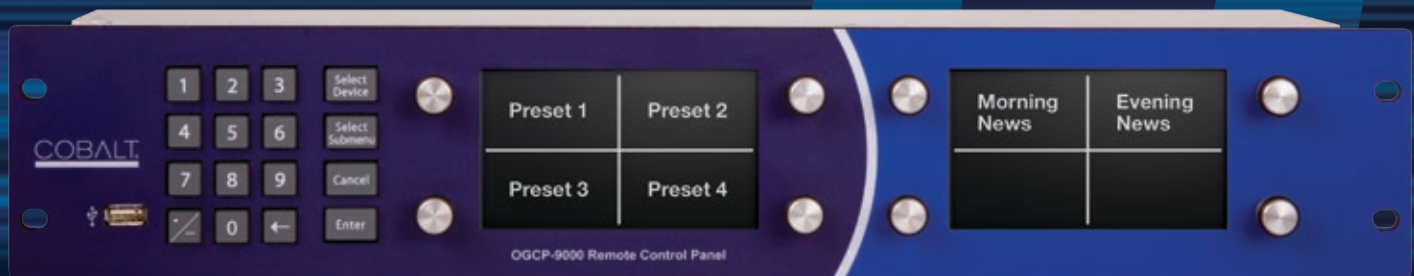 COBALT
1 2 3 Select Device
4 5 6 Select Submenu
7 8 9 Cancel
0 ← Enter
Preset 1 Preset 2
Preset 3 Preset 4
OGCP-9000 Remote Control Panel
Morning News
Evening News